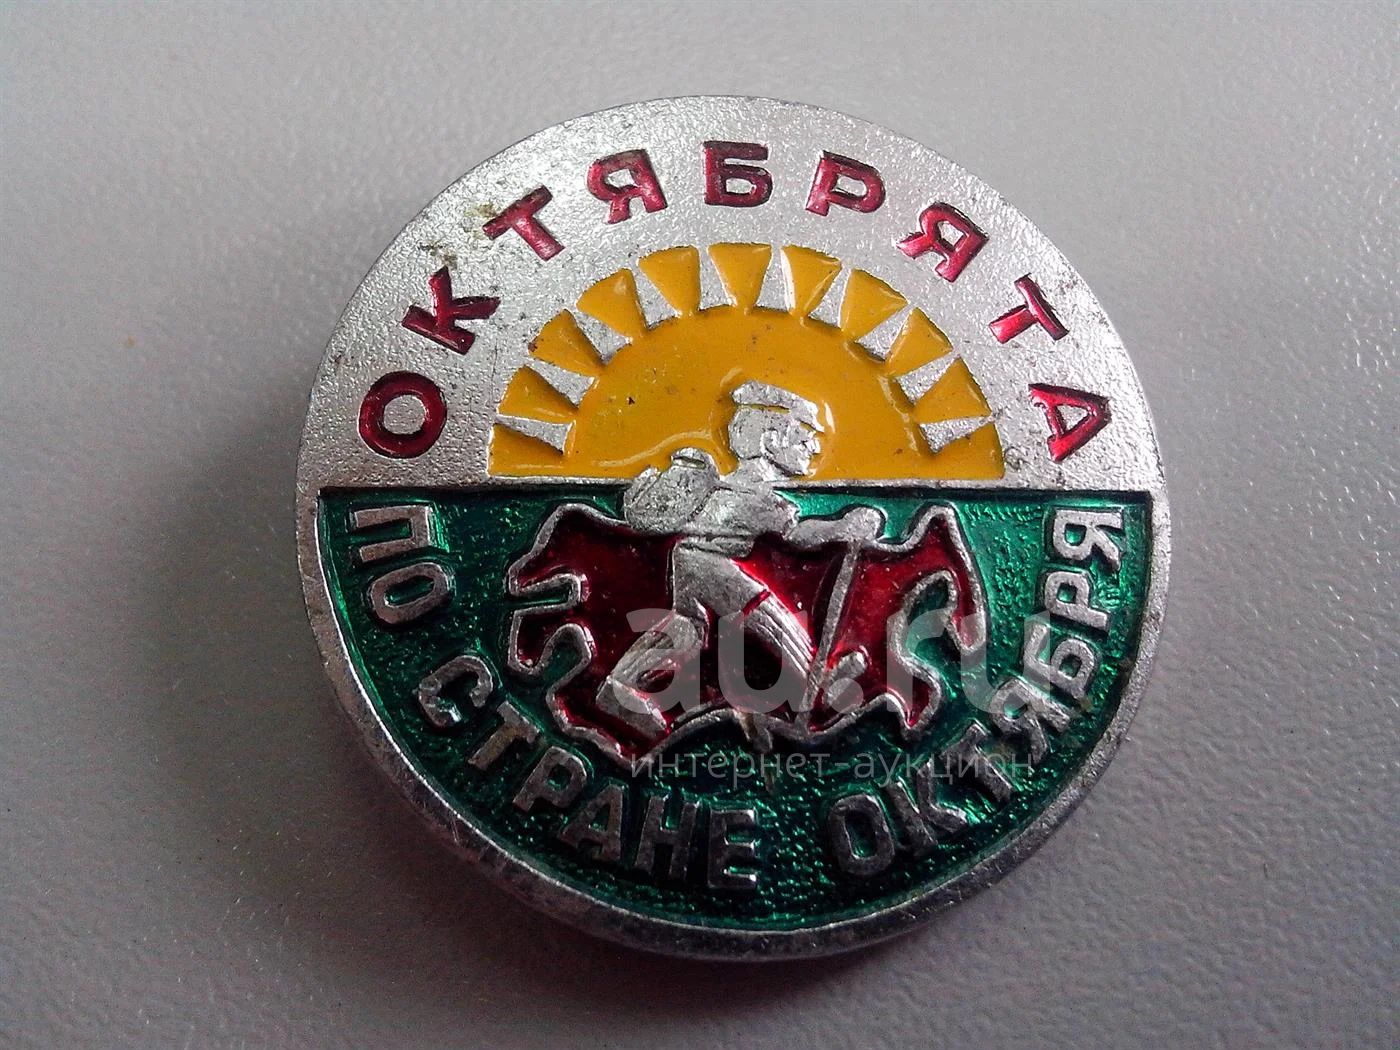 ОКТЯБРЯТА
ПО СТРАНЕ ОКТЯБРЯ
au.ru
интернет-аукцион